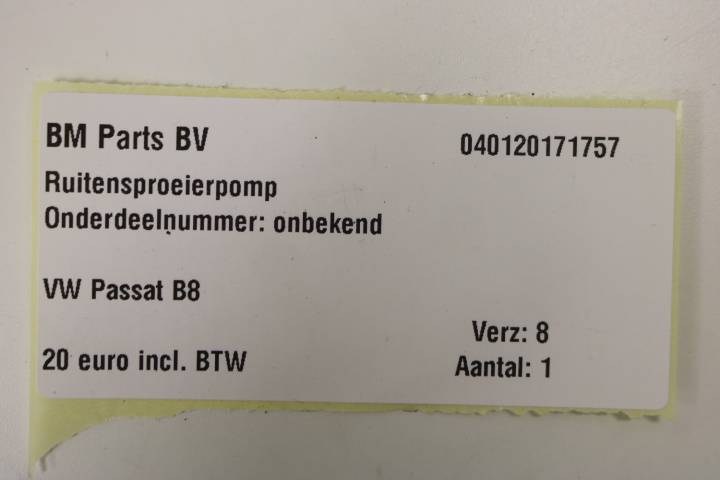 BM Parts BV 040120171757
Ruitensproeierpomp
Onderdeelnummer: onbekend
VW Passat B8
Verz: 8
20 euro incl. BTW Aantal: 1